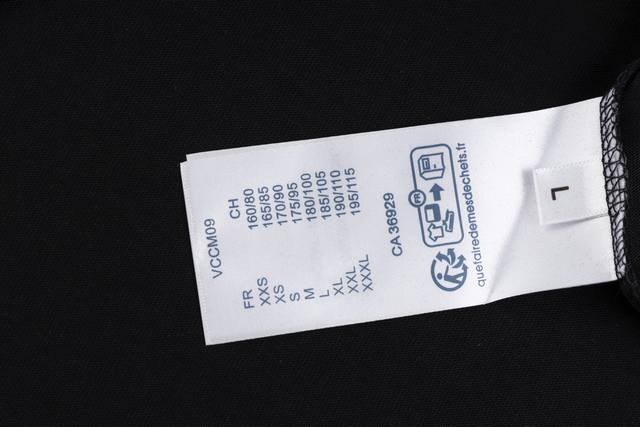 VCCM09
FR CH
XXS 160/80
XS 165/85
S 170/90
M 175/95
L 180/100
XL 185/105
XXL 190/110
XXXL 195/115
CA 36929
FR
quefairedemesdechets.fr
L